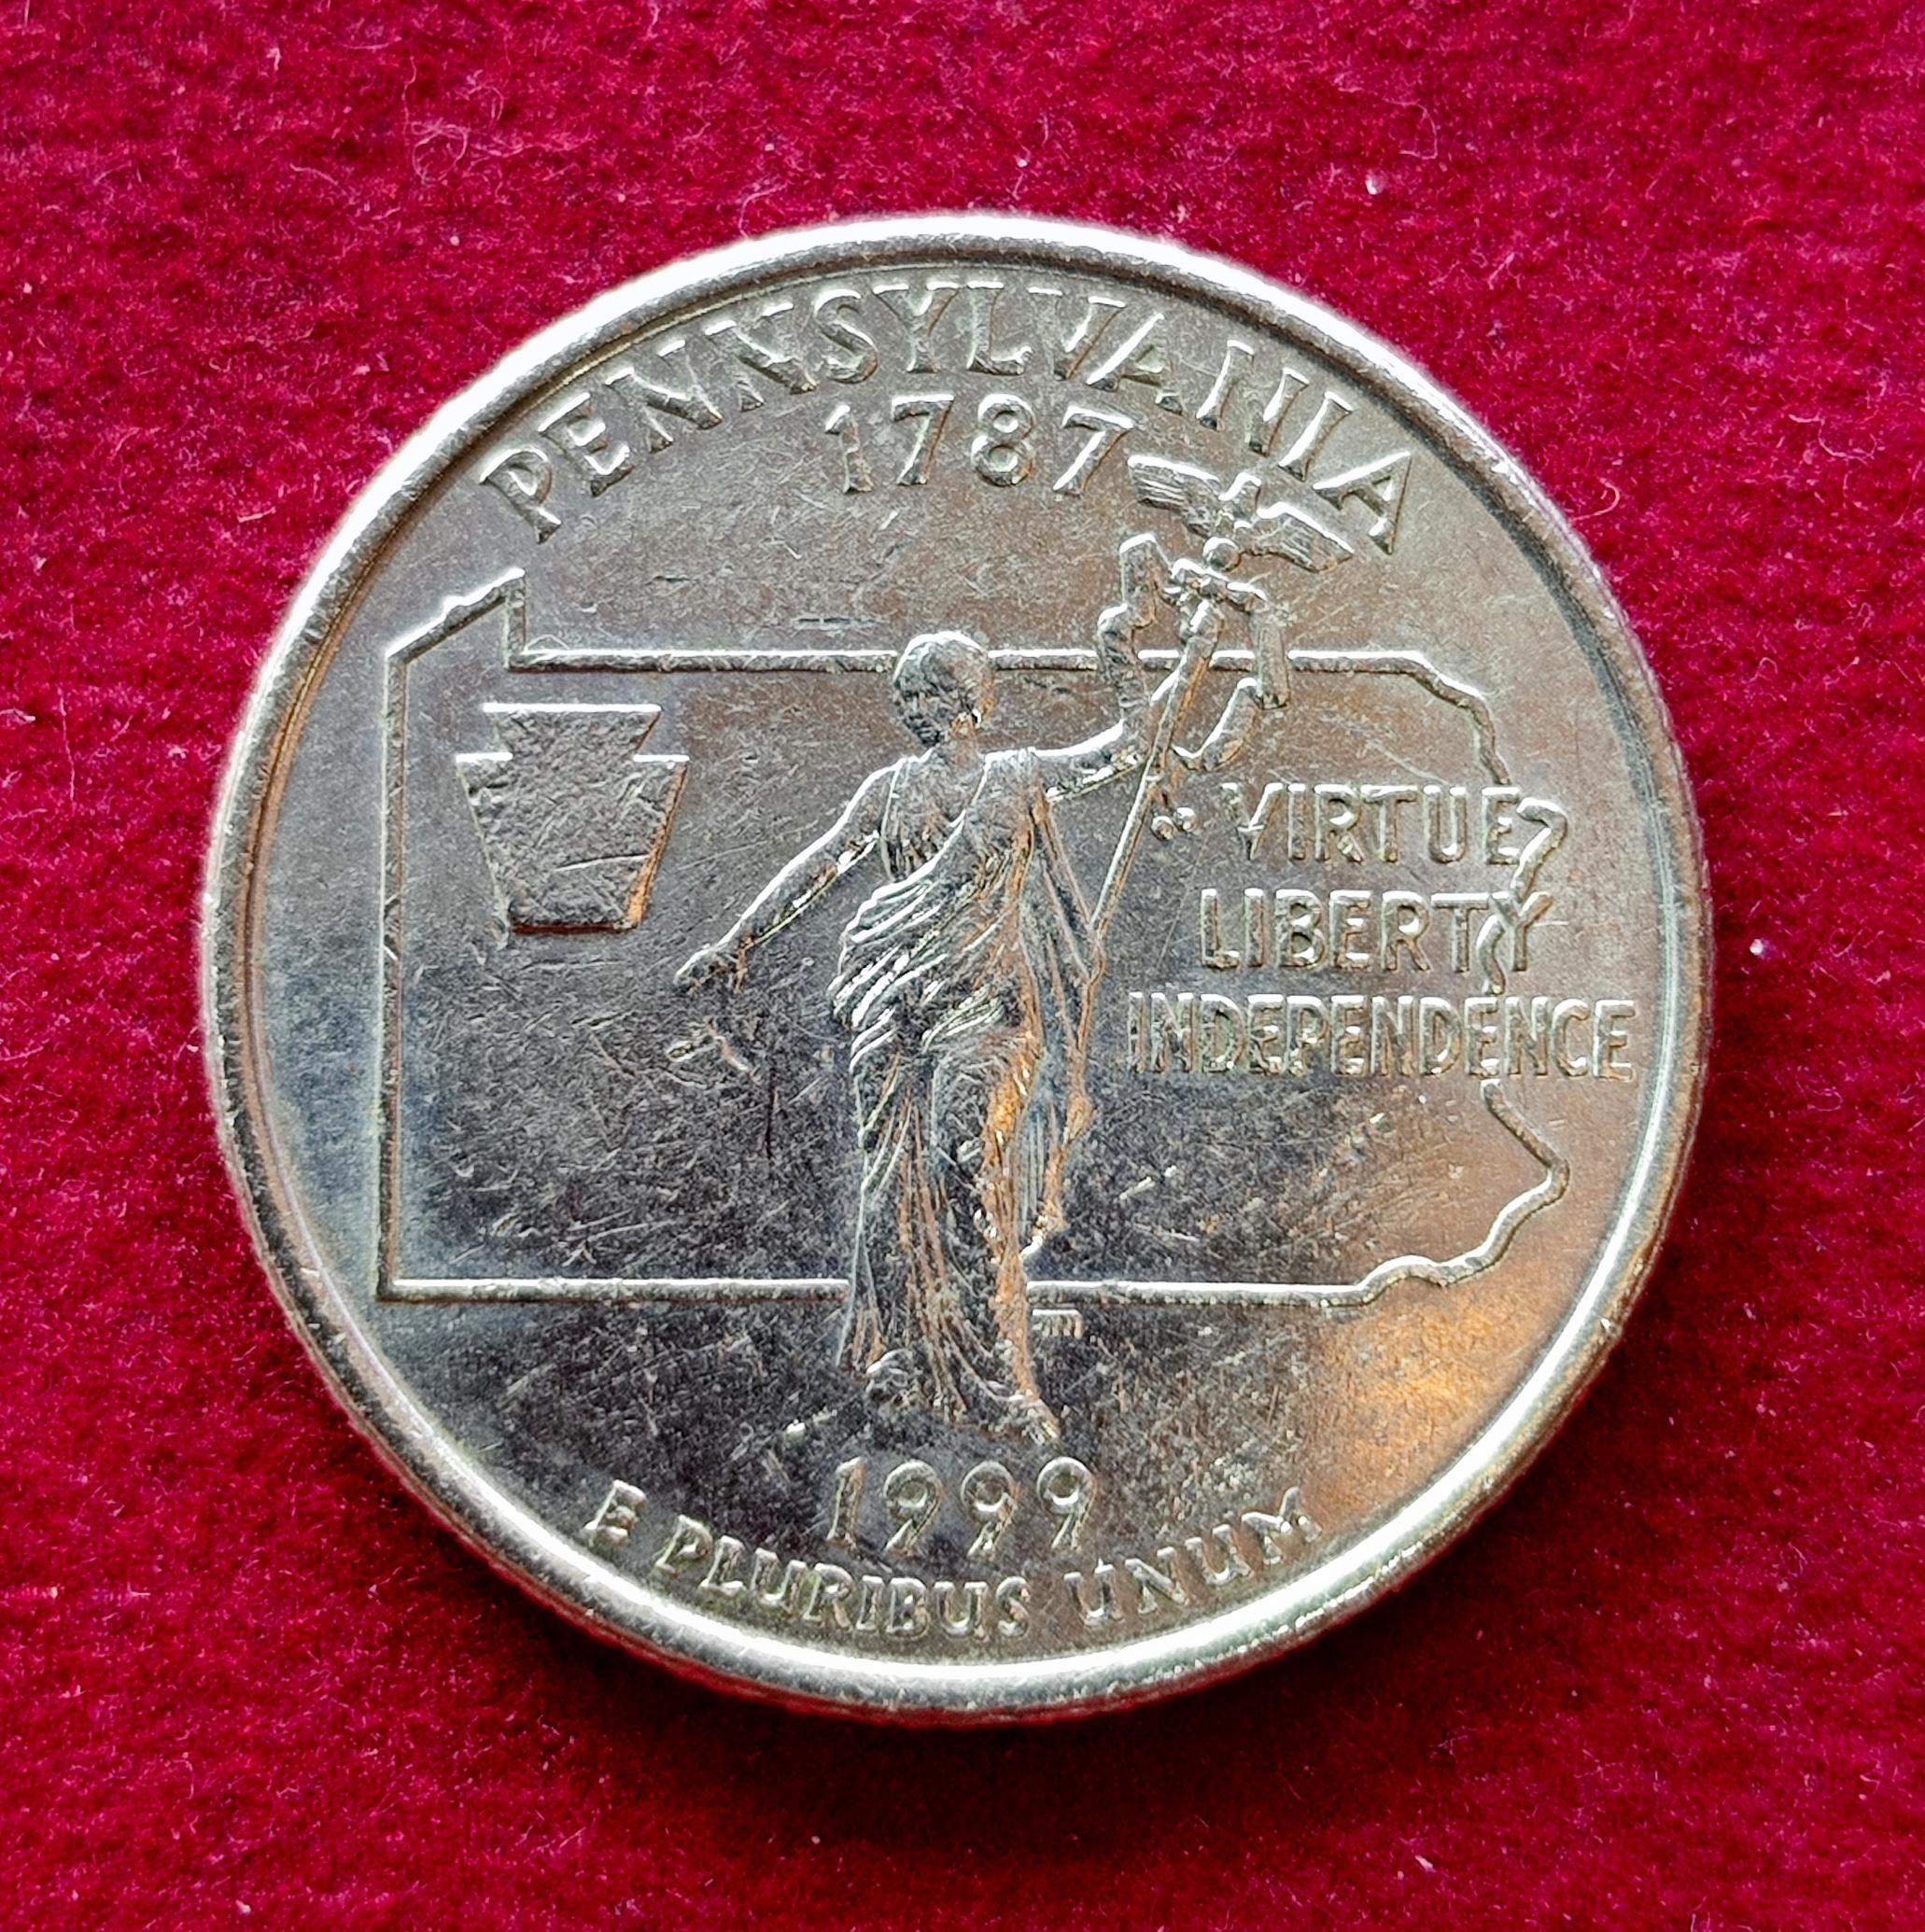 PENNSYLVANIA
1787
VIRTUE
LIBERTY
INDEPENDENCE
1999
E PLURIBUS UNUM